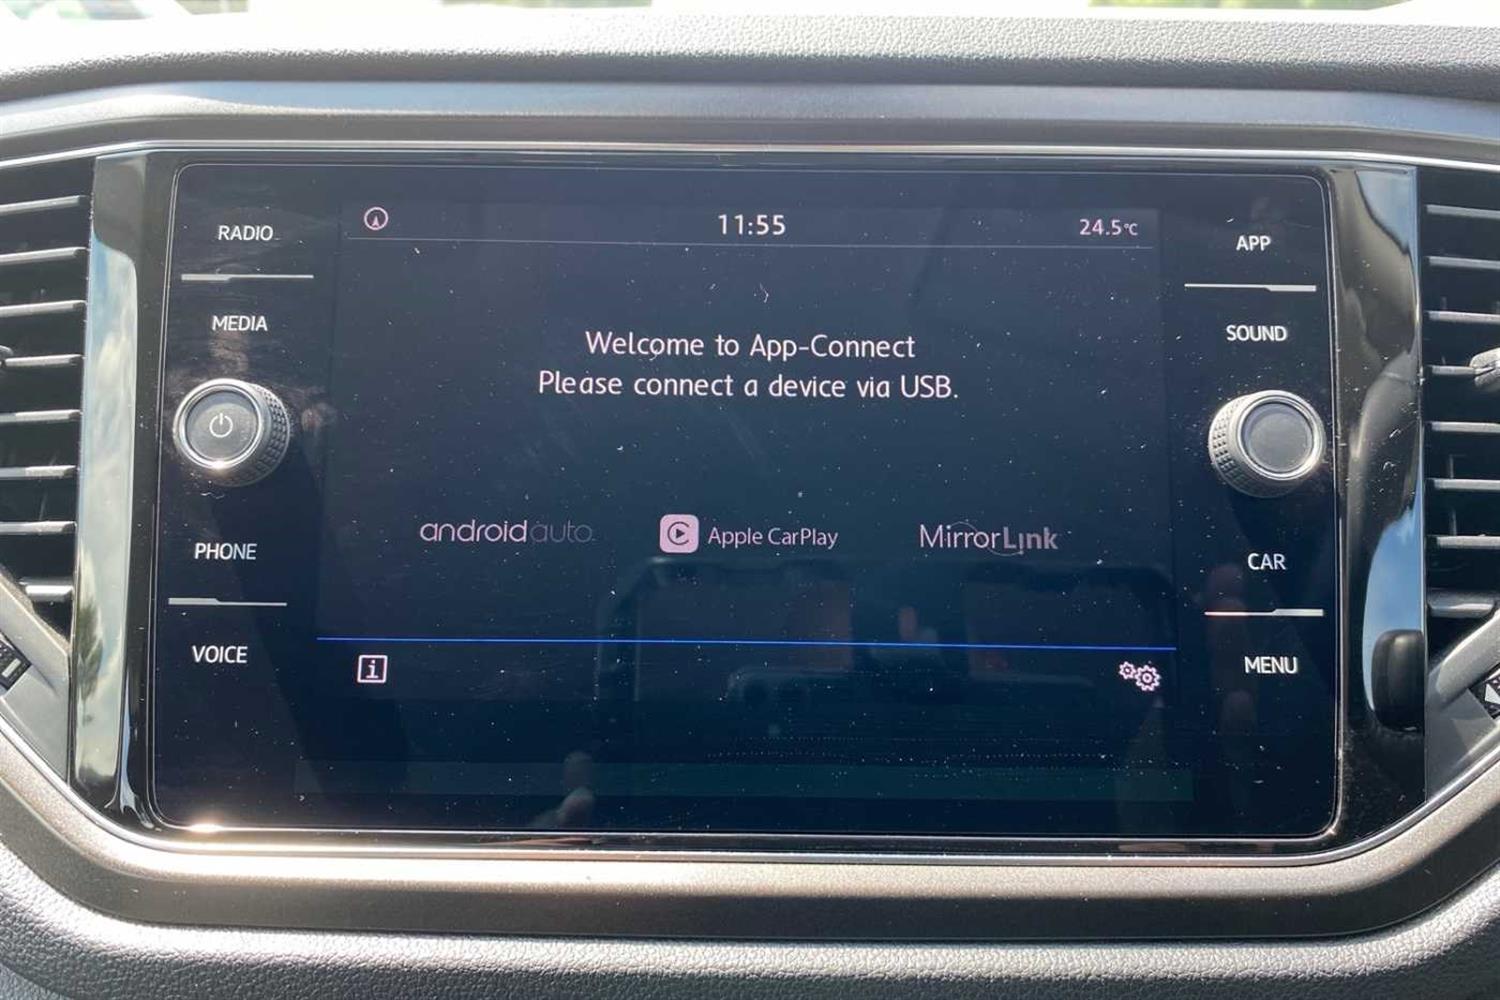 RADIO
MEDIA
PHONE
VOICE
11:55
24.5°C
Welcome to App-Connect
Please connect a device via USB.
androidauto
Apple CarPlay
MirrorLink
i
APP
SOUND
CAR
MENU